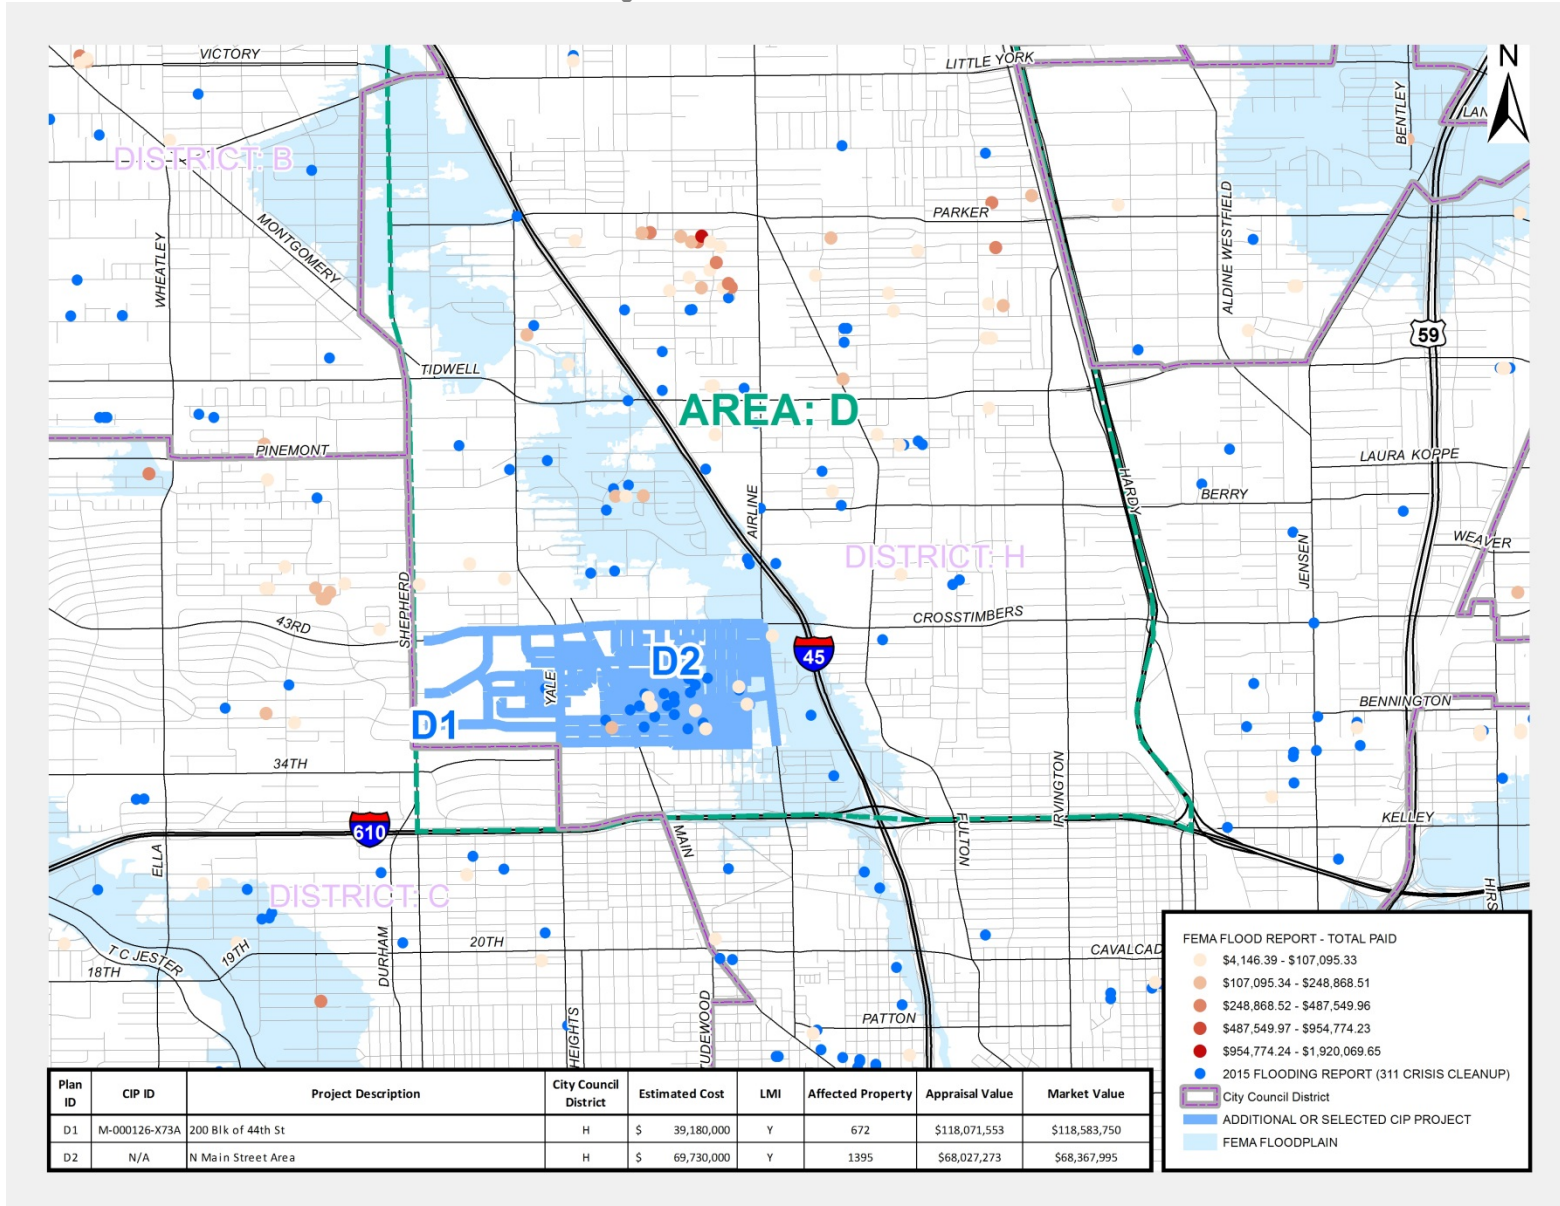 VICTORY
LITTLE YORK
N
BENTLEY
LAN
DISTRICT: B
MONTGOMERY
WHEATLEY
PARKER
ALDINE WESTFIELD
59
TIDWELL
AREA: D
PINEMONT
LAURA KOPPE
HARDY
BERRY
AIRLINE
WEAVER
DISTRICT: H
JENSEN
SHEPHERD
43RD
CROSSTIMBERS
D2
45
YALE
D1
BENNINGTON
34TH
IRVINGTON
610
MAIN
FULTON
KELLEY
ELLA
DISTRICT: C
HIRS
DURHAM
20TH
19TH
T C JESTER
18TH
CAVALCAD
HEIGHTS
UDEWOOD
PATTON
FEMA FLOOD REPORT - TOTAL PAID
$4,146.39 - $107,095.33
$107,095.34 - $248,868.51
$248,868.52 - $487,549.96
$487,549.97 - $954,774.23
$954,774.24 - $1,920,069.65
2015 FLOODING REPORT (311 CRISIS CLEANUP)
City Council District
ADDITIONAL OR SELECTED CIP PROJECT
FEMA FLOODPLAIN
Plan ID CIP ID Project Description City Council District Estimated Cost LMI Affected Property Appraisal Value Market Value
D1 M-000126-X73A 200 Blk of 44th St H $ 39,180,000 Y 672 $118,071,553 $118,583,750
D2 N/A N Main Street Area H $ 69,730,000 Y 1395 $68,027,273 $68,367,995